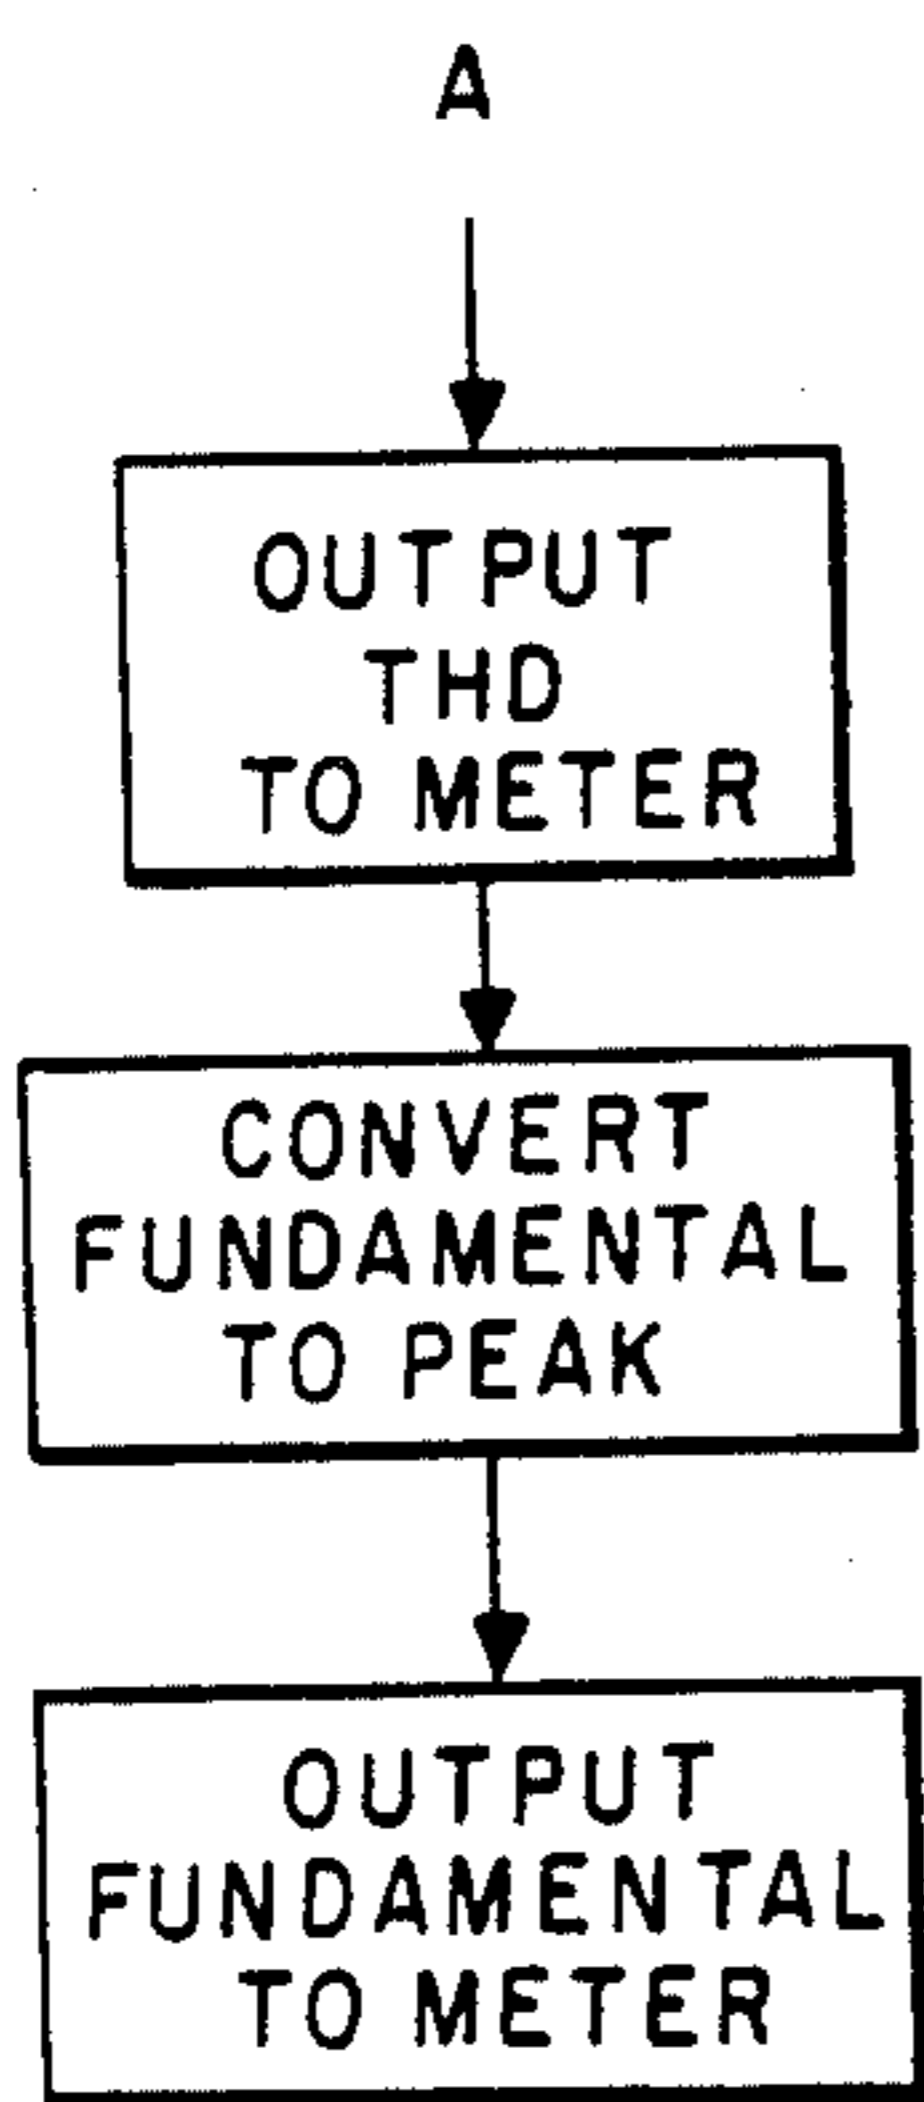 A
OUTPUT
THD
TO METER
CONVERT
FUNDAMENTAL
TO PEAK
OUTPUT
FUNDAMENTAL
TO METER